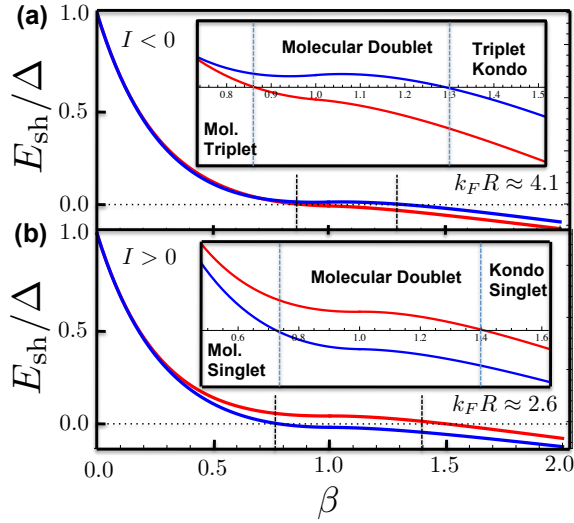 (a)
1.0
I < 0
Molecular Doublet
Triplet
Kondo
0.8 0.9 1.0 1.1 1.2 1.3 1.4 1.5
Mol.
Triplet
E_sh/Δ
0.5
0.0
k_F R ≈ 4.1
(b)
1.0
I > 0
Molecular Doublet
Kondo
Singlet
0.6 0.8 1.0 1.2 1.4 1.6
Mol.
Singlet
E_sh/Δ
0.5
0.0
k_F R ≈ 2.6
0.0 0.5 1.0 1.5 2.0
β